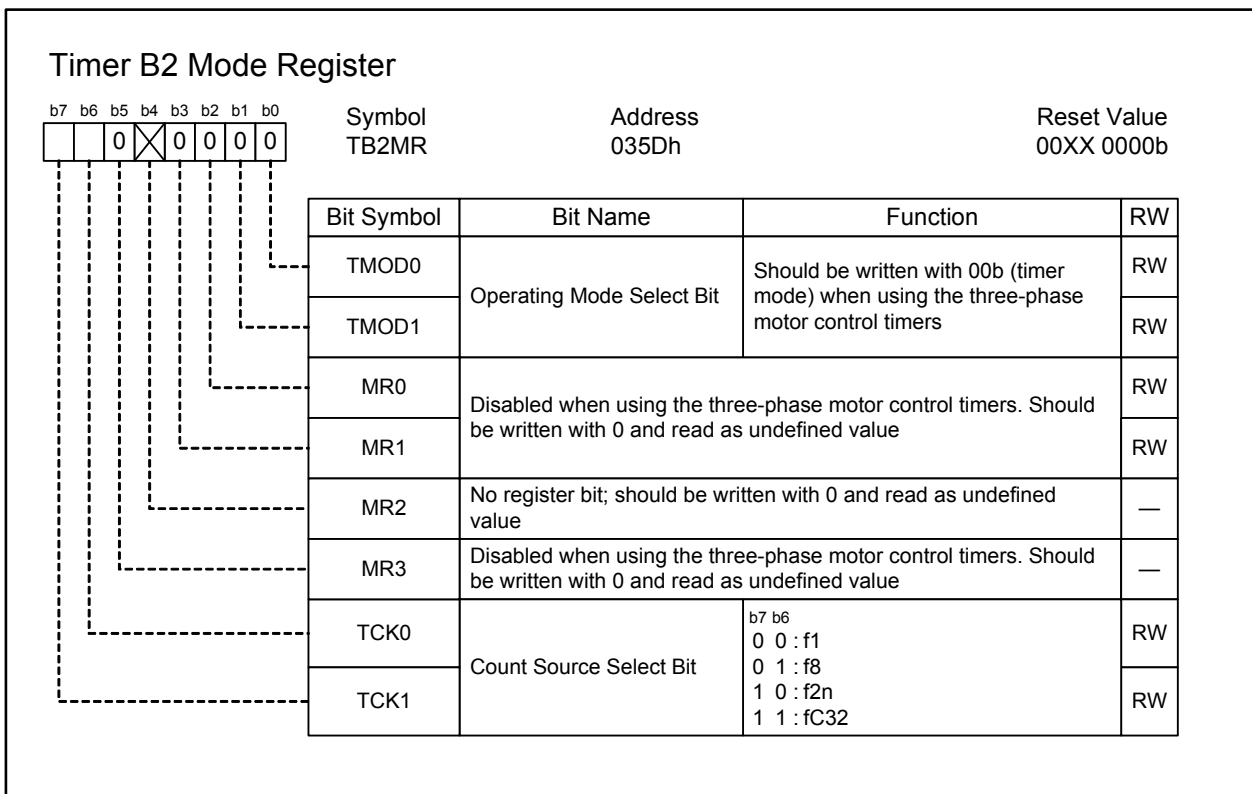 Timer B2 Mode Register
b7 b6 b5 b4 b3 b2 b1 b0
0 0 0 0 0
Symbol Address Reset Value
TB2MR 035Dh 00XX 0000b
Bit Symbol Bit Name Function RW
TMOD0 RW
Operating Mode Select Bit
Should be written with 00b (timer
mode) when using the three-phase
motor control timers
TMOD1 RW
MR0 RW
Disabled when using the three-phase motor control timers. Should
be written with 0 and read as undefined value
MR1 RW
MR2
No register bit; should be written with 0 and read as undefined
value
—
MR3
Disabled when using the three-phase motor control timers. Should
be written with 0 and read as undefined value
—
TCK0 RW
Count Source Select Bit
b7 b6
0 0 : f1
0 1 : f8
1 0 : f2n
1 1 : fC32
TCK1 RW